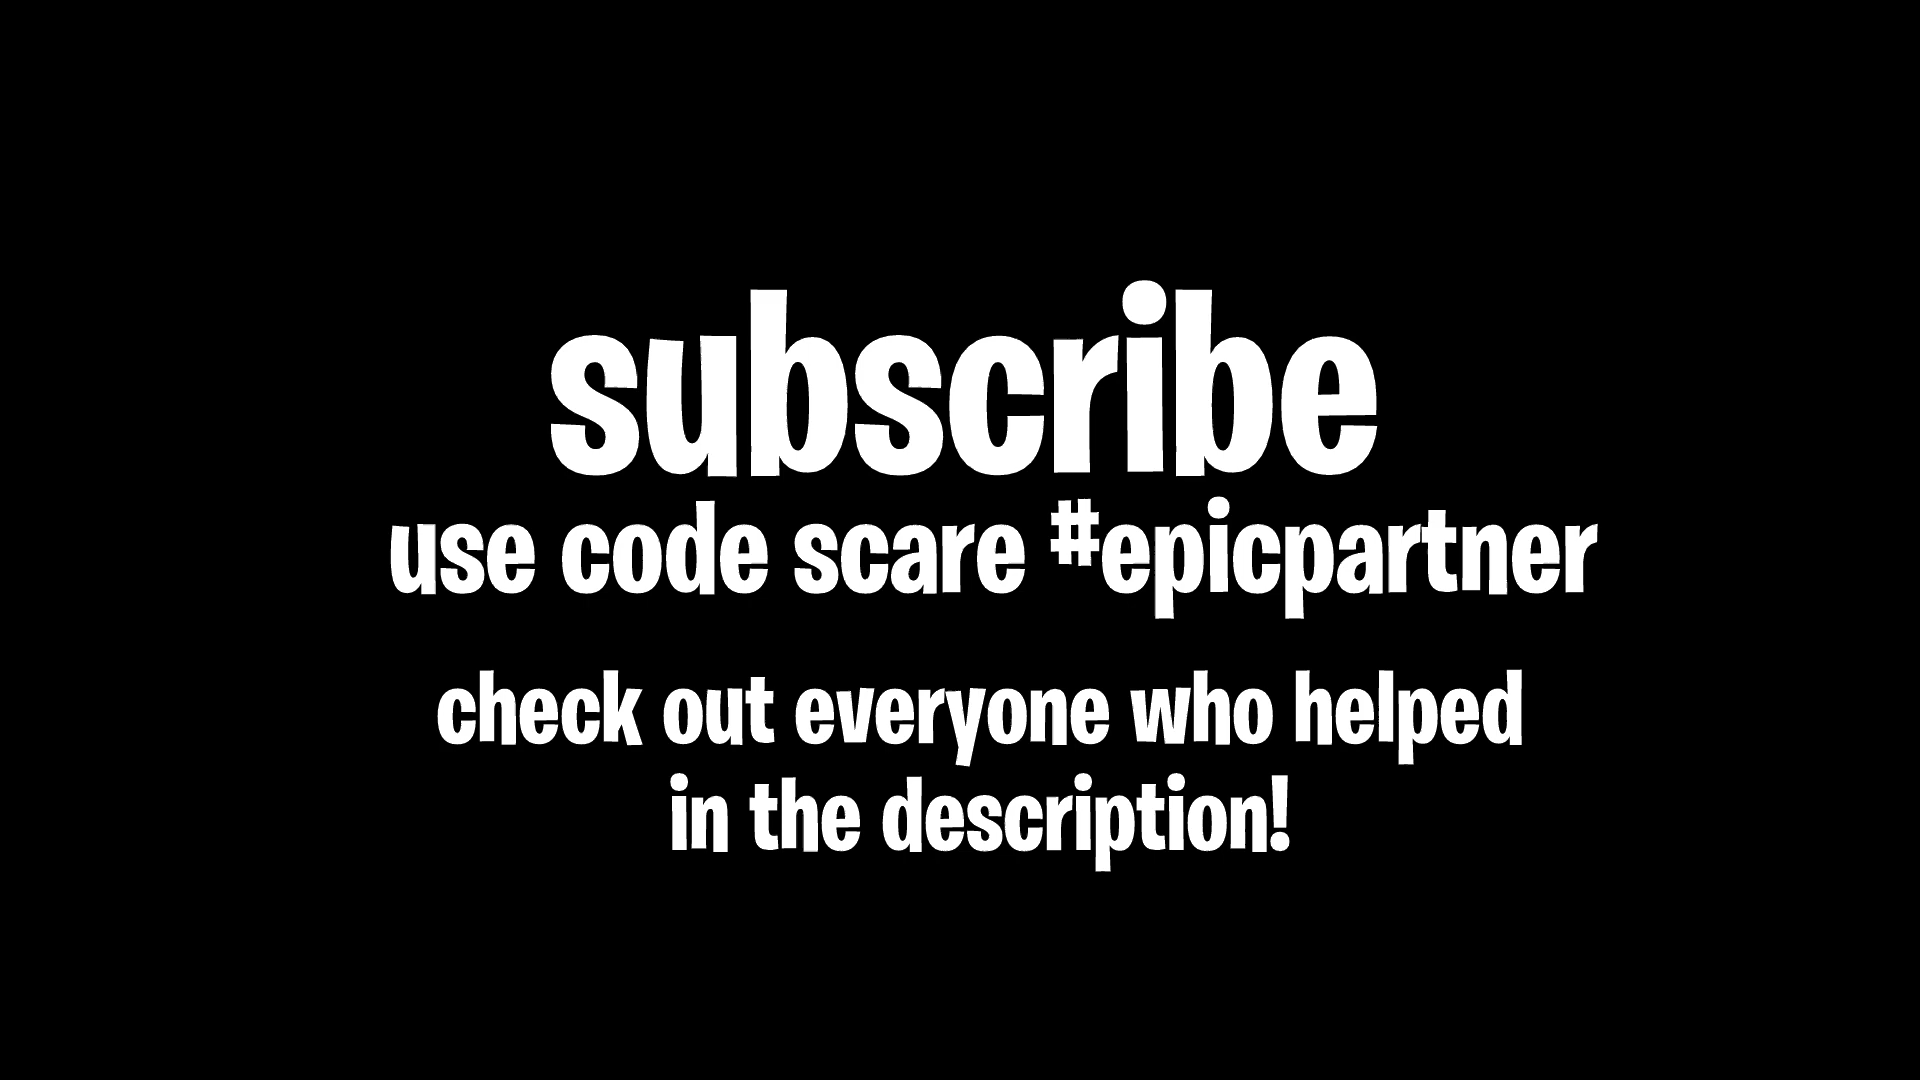 subscribe
use code scare #epicpartner
check out everyone who helped
in the description!